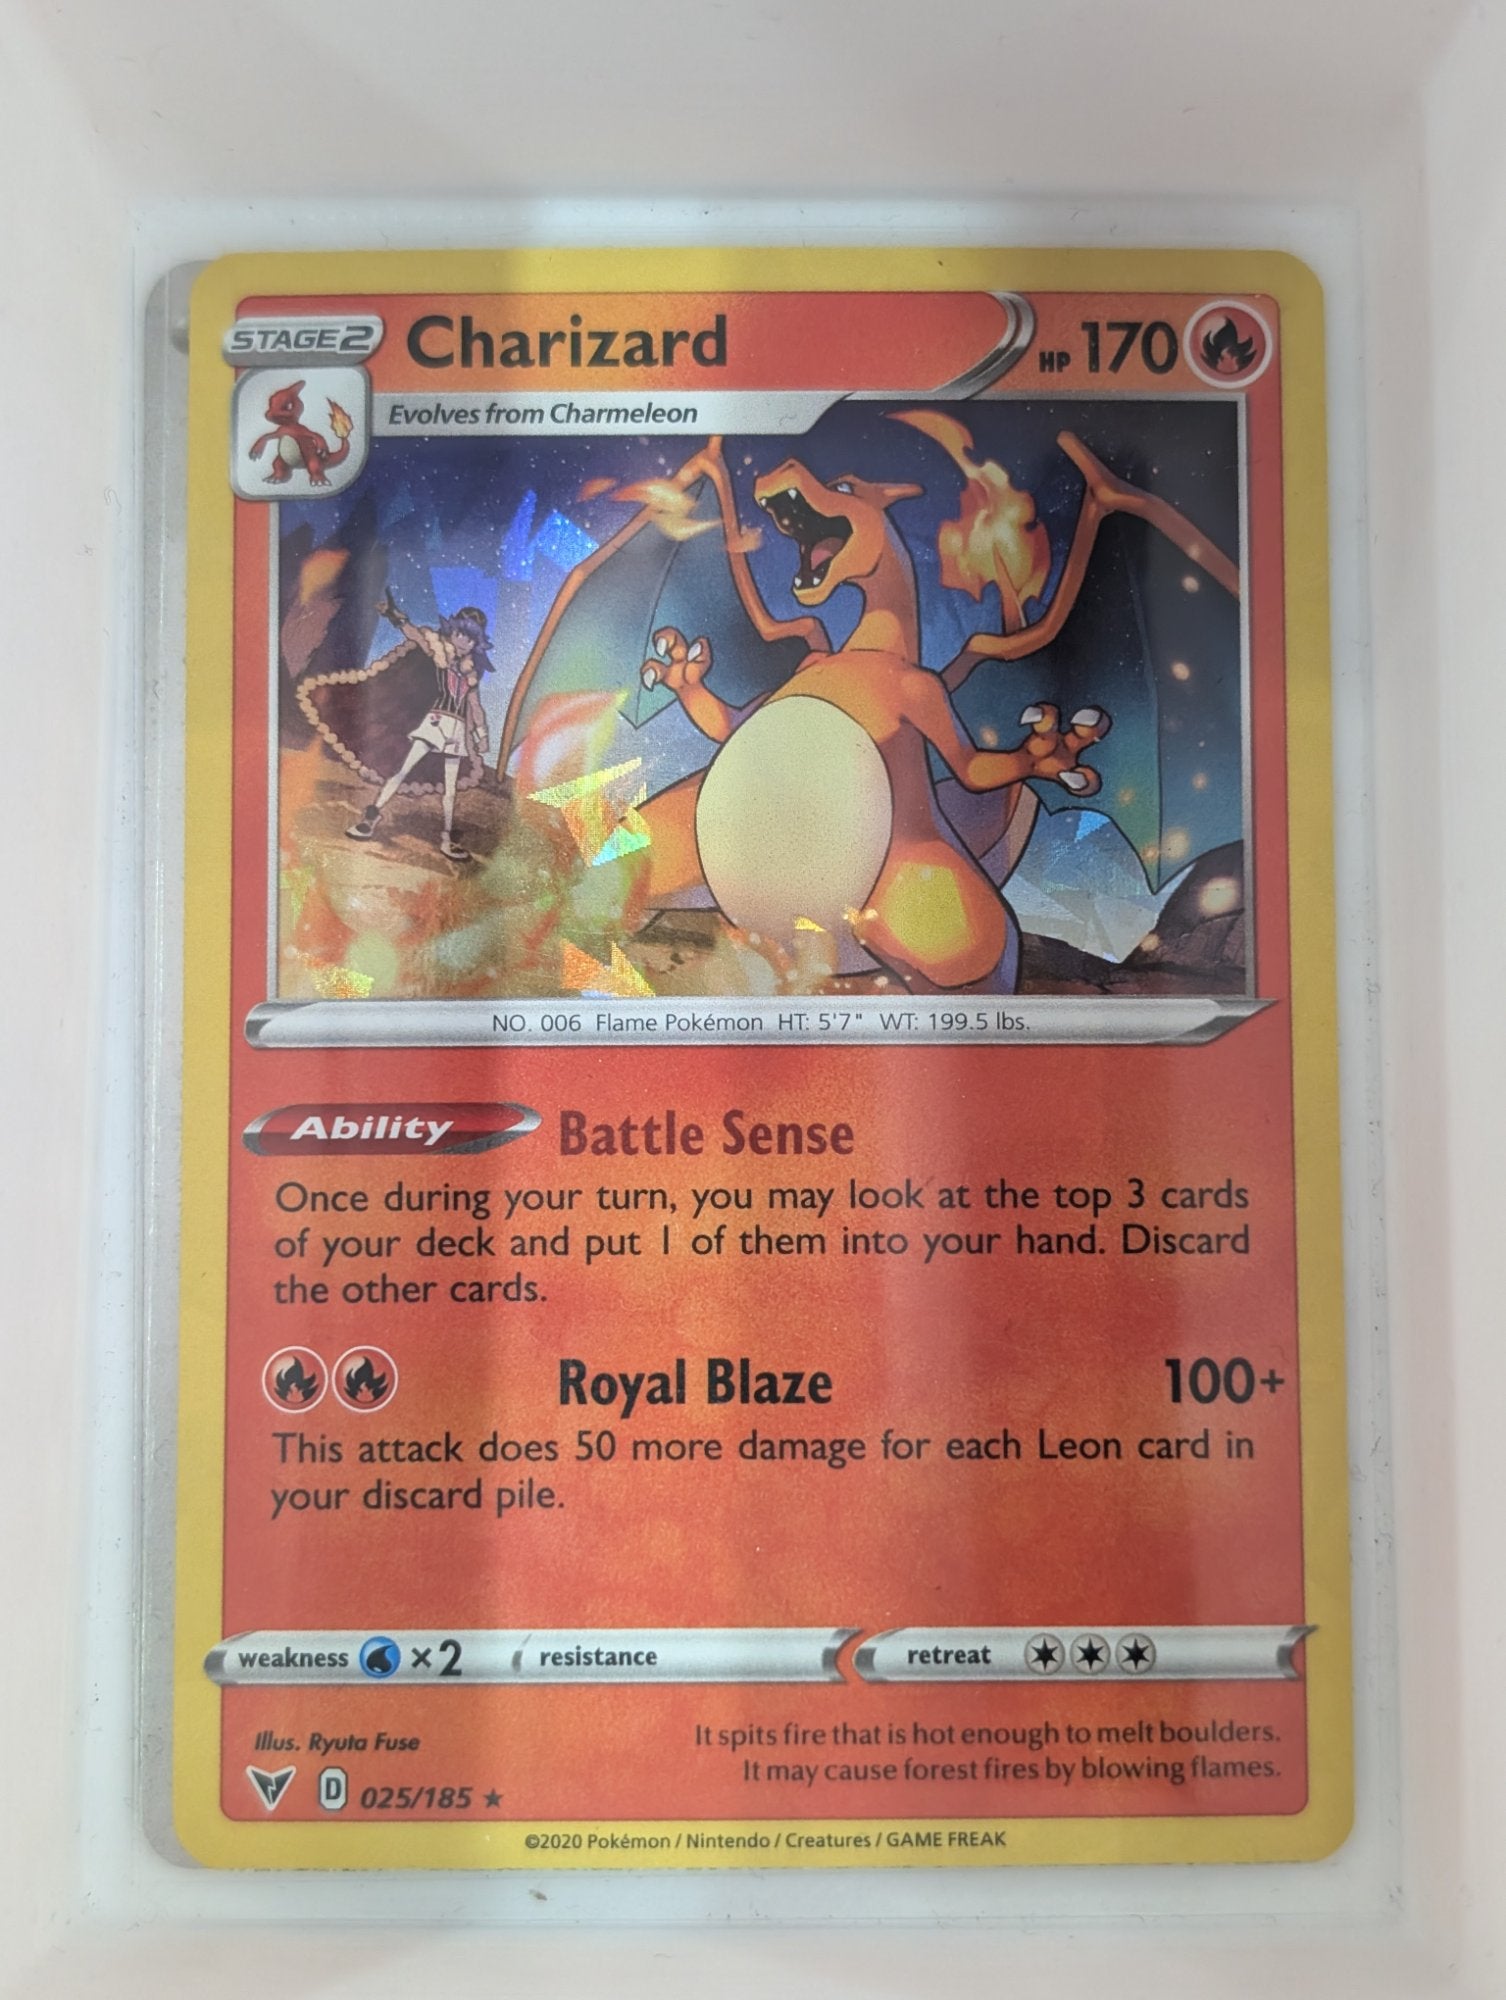 STAGE 2 Charizard HP 170
Evolves from Charmeleon
NO. 006 Flame Pokémon HT: 5'7" WT: 199.5 lbs.
Ability Battle Sense
Once during your turn, you may look at the top 3 cards
of your deck and put 1 of them into your hand. Discard
the other cards.
Royal Blaze 100+
This attack does 50 more damage for each Leon card in
your discard pile.
weakness ×2 resistance retreat
Illus. Ryuta Fuse
It spits fire that is hot enough to melt boulders.
It may cause forest fires by blowing flames.
D 025/185 ★
©2020 Pokémon / Nintendo / Creatures / GAME FREAK